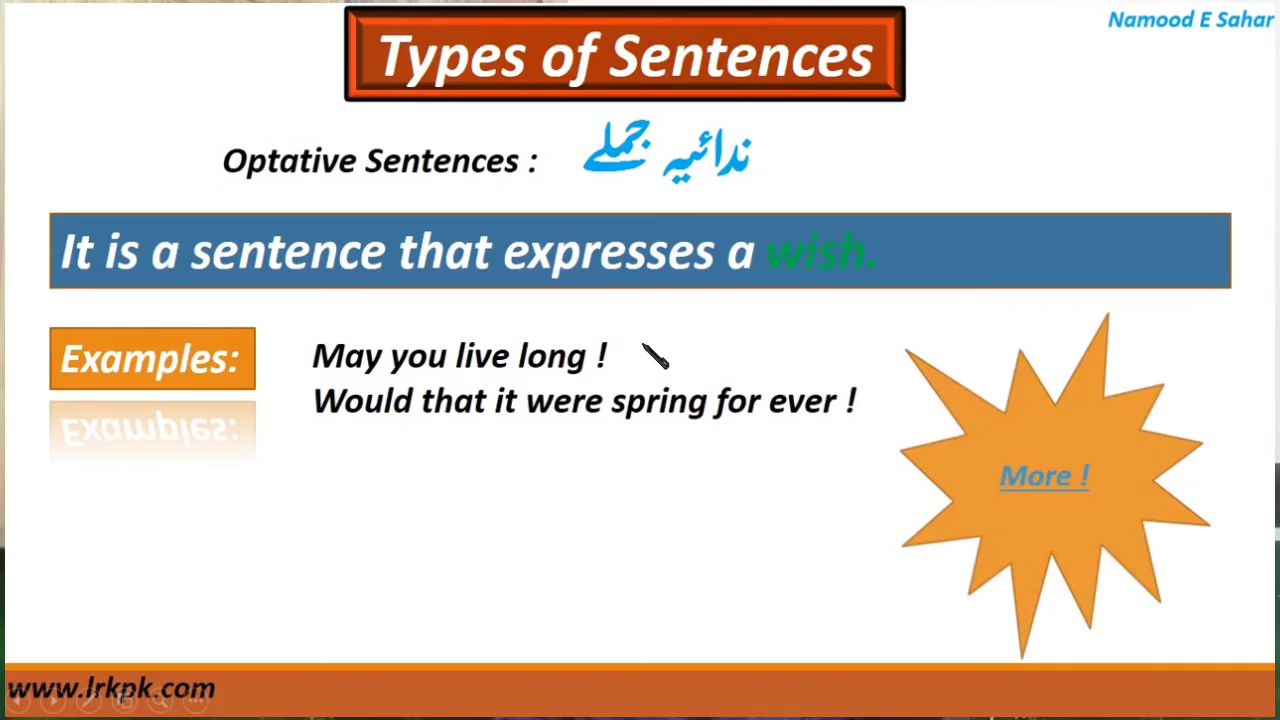 Namood E Sahar
Types of Sentences
Optative Sentences : ندائیہ جملے
It is a sentence that expresses a wish.
Examples:
May you live long !
Would that it were spring for ever !
More !
www.lrkpk.com